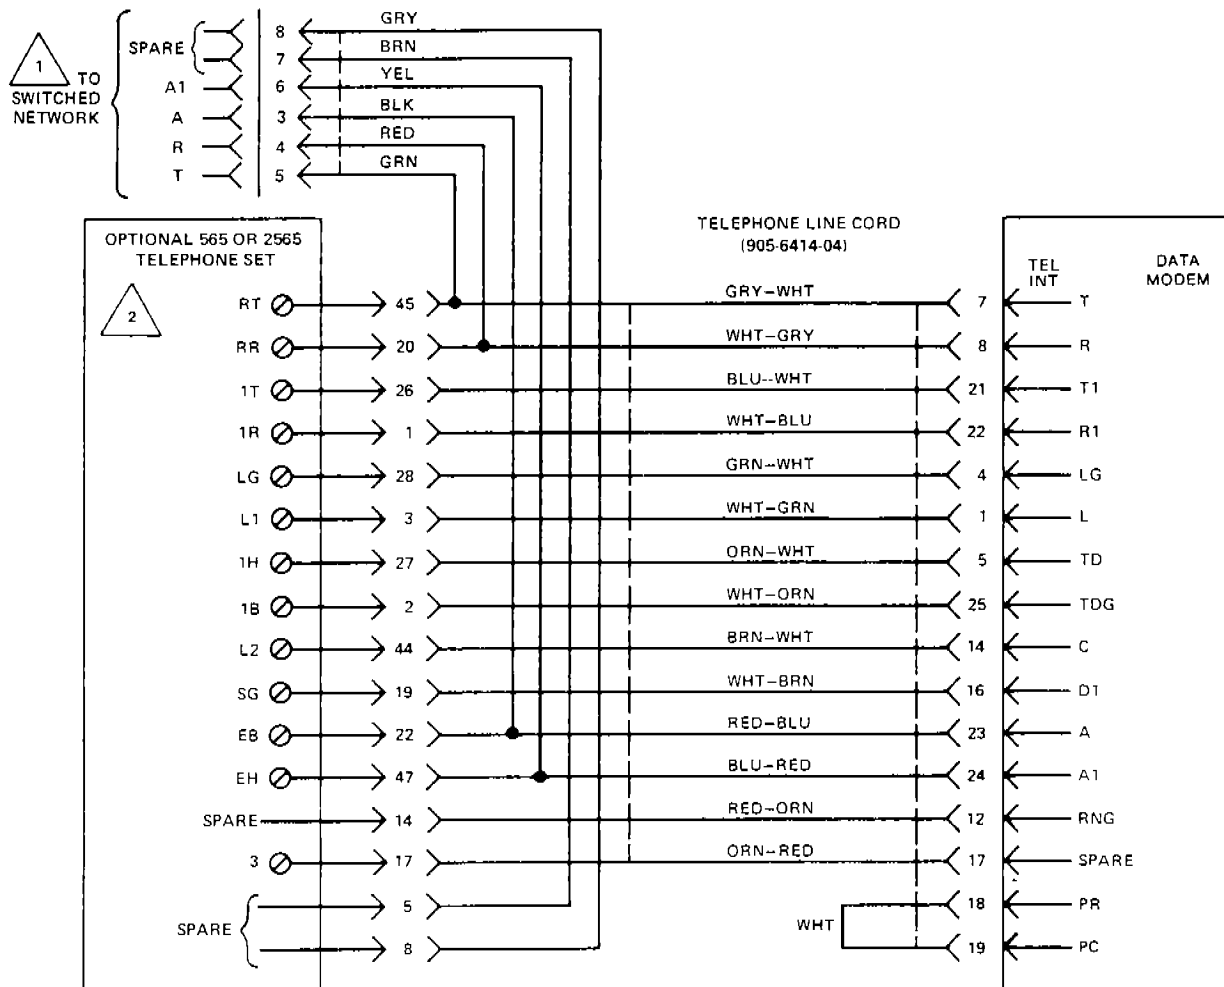 SPARE 8 GRY
7 BRN
1 TO SWITCHED NETWORK
A1 6 YEL
A 3 BLK
R 4 RED
T 5 GRN
OPTIONAL 565 OR 2565
TELEPHONE SET
2
TELEPHONE LINE CORD
(905-6414-04)
TEL
INT
DATA
MODEM
RT 45 GRY-WHT 7 T
RR 20 WHT-GRY 8 R
1T 26 BLU--WHT 21 T1
1R 1 WHT-BLU 22 R1
LG 28 GRN-WHT 4 LG
L1 3 WHT-GRN 1 L
1H 27 ORN-WHT 5 TD
1B 2 WHT-ORN 25 TDG
L2 44 BRN-WHT 14 C
SG 19 WHT-BRN 16 D1
EB 22 RED-BLU 23 A
EH 47 BLU-RED 24 A1
SPARE 14 RED-ORN 12 RNG
3 17 ORN-RED 17 SPARE
SPARE 5 WHT 18 PR
8 19 PC